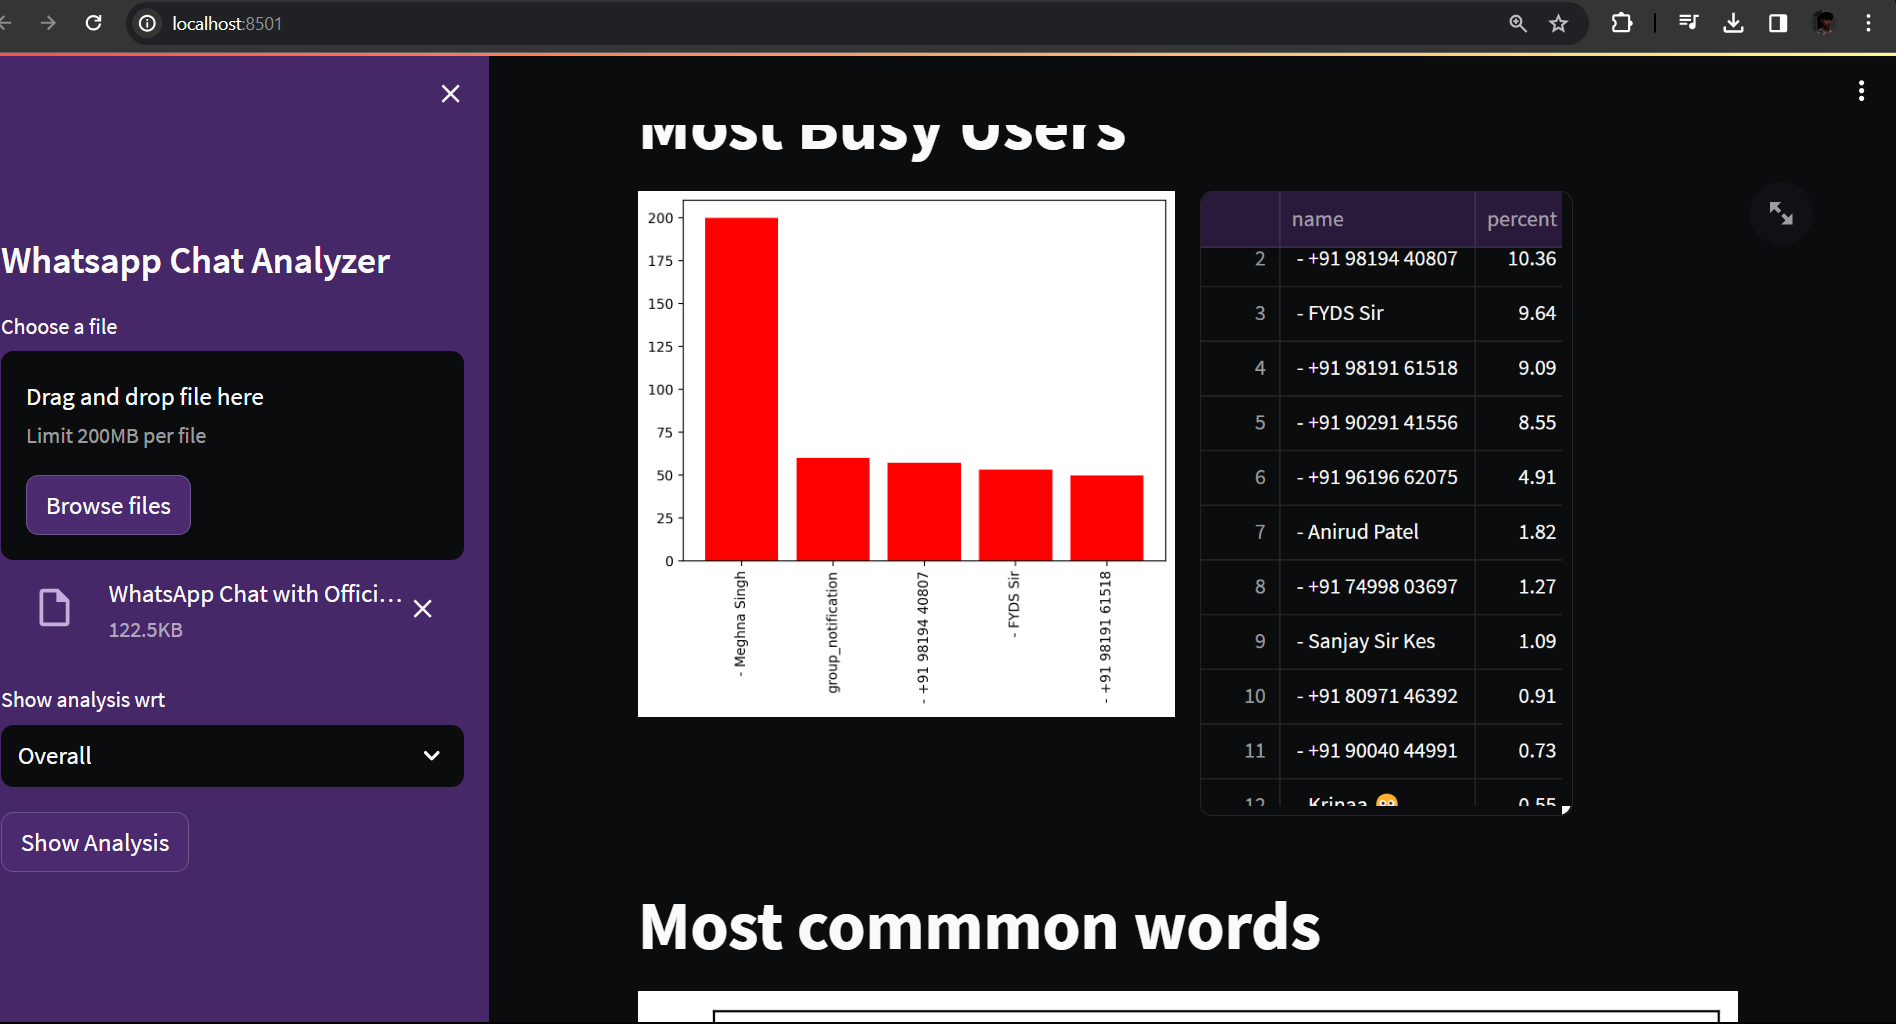 localhost:8501
Whatsapp Chat Analyzer
Choose a file
Drag and drop file here
Limit 200MB per file
Browse files
WhatsApp Chat with Offici...
122.5KB
Show analysis wrt
Overall
Show Analysis
Most Busy Users
200
175
150
125
100
75
50
25
0
- Meghna Singh
group_notification
- +91 98194 40807
- FYDS Sir
- +91 98191 61518
name percent
2 - +91 98194 40807 10.36
3 - FYDS Sir 9.64
4 - +91 98191 61518 9.09
5 - +91 90291 41556 8.55
6 - +91 96196 62075 4.91
7 - Anirud Patel 1.82
8 - +91 74998 03697 1.27
9 - Sanjay Sir Kes 1.09
10 - +91 80971 46392 0.91
11 - +91 90040 44991 0.73
12 Krinaa 😬 0.55
Most commmon words